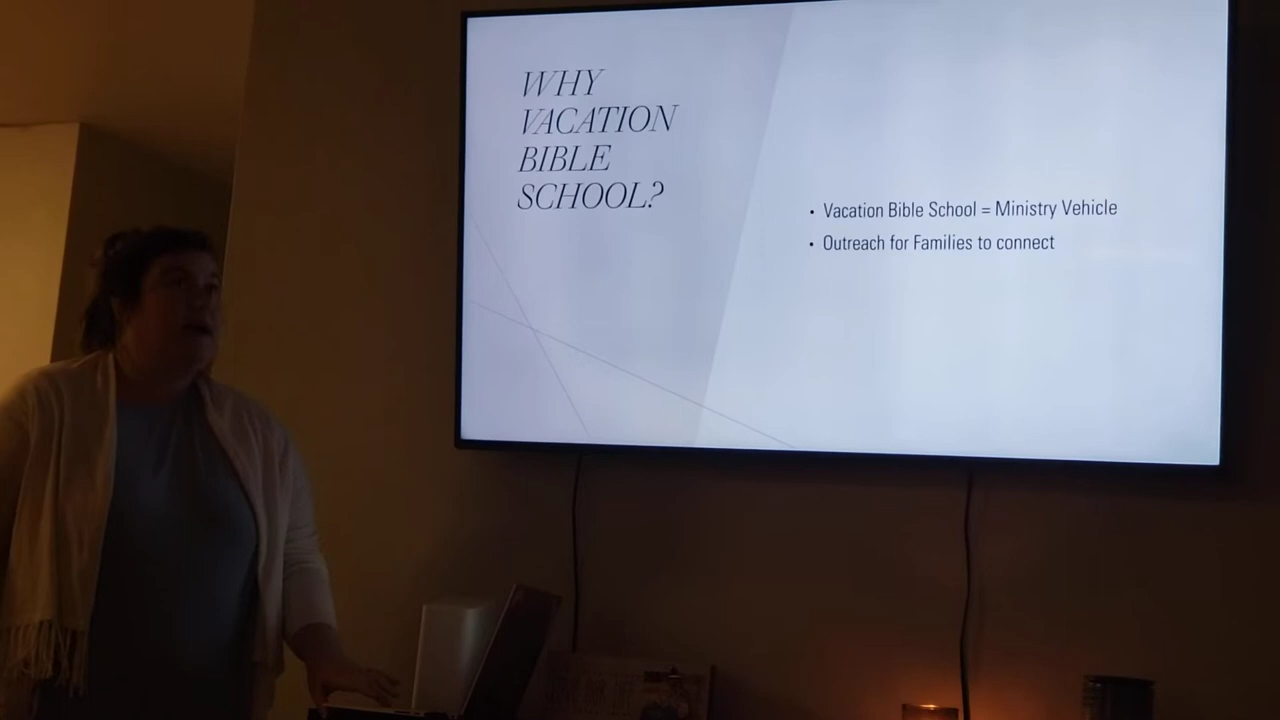 WHY
VACATION
BIBLE
SCHOOL?
• Vacation Bible School = Ministry Vehicle
• Outreach for Families to connect